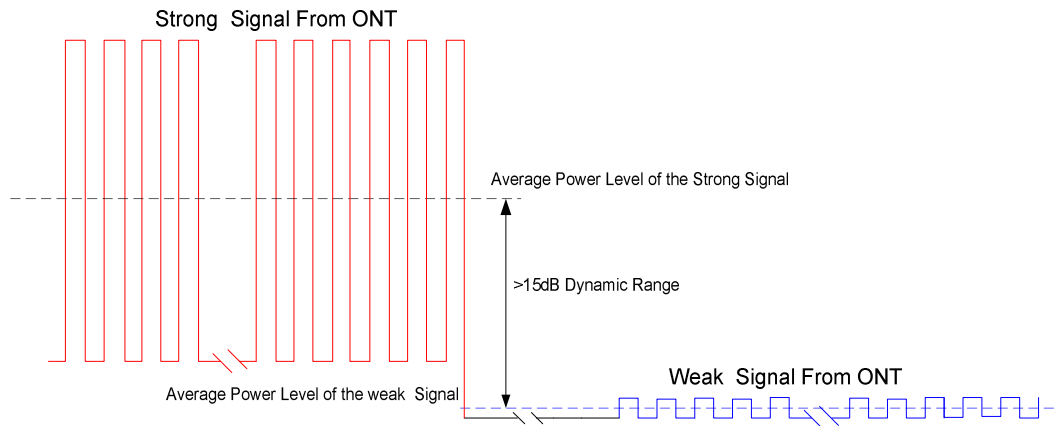 Strong Signal From ONT
Average Power Level of the Strong Signal
>15dB Dynamic Range
Average Power Level of the weak Signal
Weak Signal From ONT